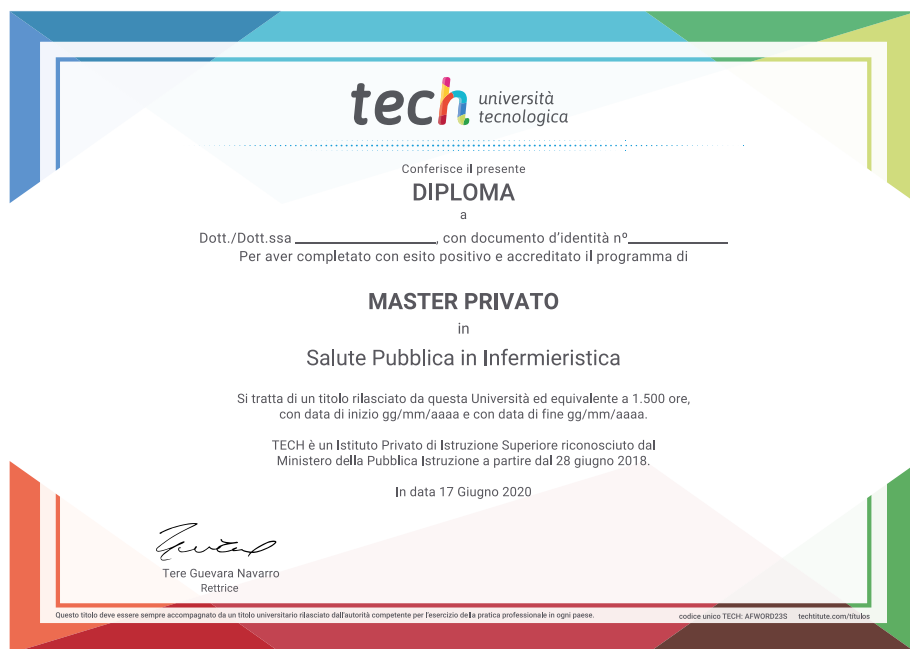 tech università
tecnologica
Conferisce il presente
DIPLOMA
a
Dott./Dott.ssa ________________, con documento d'identità nº____________
Per aver completato con esito positivo e accreditato il programma di
MASTER PRIVATO
in
Salute Pubblica in Infermieristica
Si tratta di un titolo rilasciato da questa Università ed equivalente a 1.500 ore,
con data di inizio gg/mm/aaaa e con data di fine gg/mm/aaaa.
TECH è un Istituto Privato di Istruzione Superiore riconosciuto dal
Ministero della Pubblica Istruzione a partire dal 28 giugno 2018.
In data 17 Giugno 2020
Tere Guevara Navarro
Rettrice
Questo titolo deve essere sempre accompagnato da un titolo universitario rilasciato dall'autorità competente per l'esercizio della pratica professionale in ogni paese. codice unico TECH: AFWORD23S techtitute.com/títulos